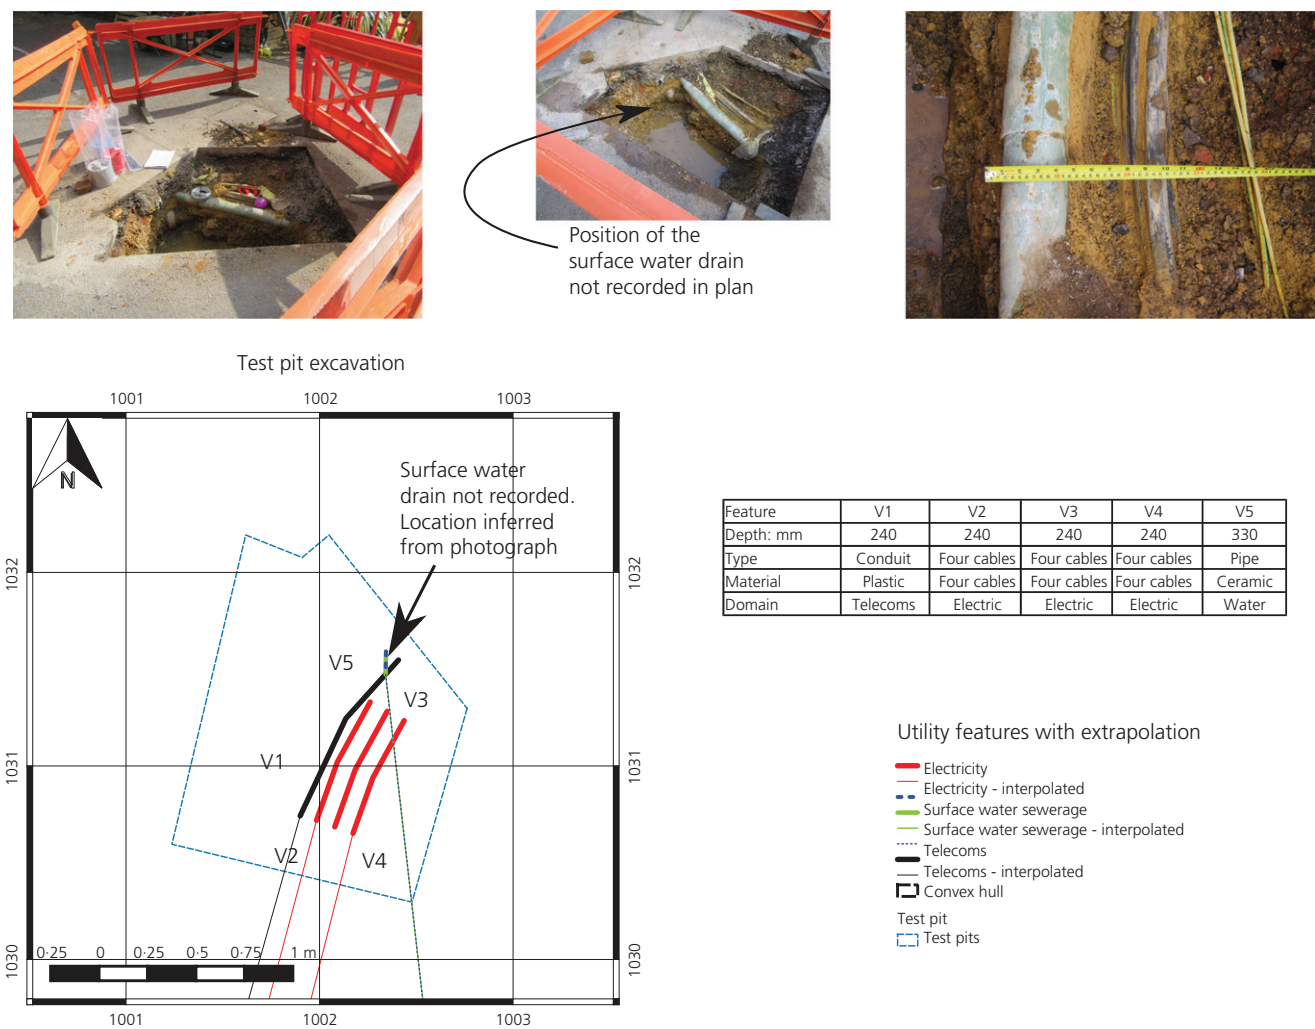 Position of the
surface water drain
not recorded in plan
Test pit excavation
1001 1002 1003
Surface water
drain not recorded.
Location inferred
from photograph
N
1032 1032
V5
V3
V1
1031 1031
V2
V4
0·25 0 0·25 0·5 0·75 1 m
1030 1030
1001 1002 1003
Feature V1 V2 V3 V4 V5
Depth: mm 240 240 240 240 330
Type Conduit Four cables Four cables Four cables Pipe
Material Plastic Four cables Four cables Four cables Ceramic
Domain Telecoms Electric Electric Electric Water
Utility features with extrapolation
Electricity
Electricity - interpolated
Surface water sewerage
Surface water sewerage - interpolated
Telecoms
Telecoms - interpolated
Convex hull
Test pit
Test pits